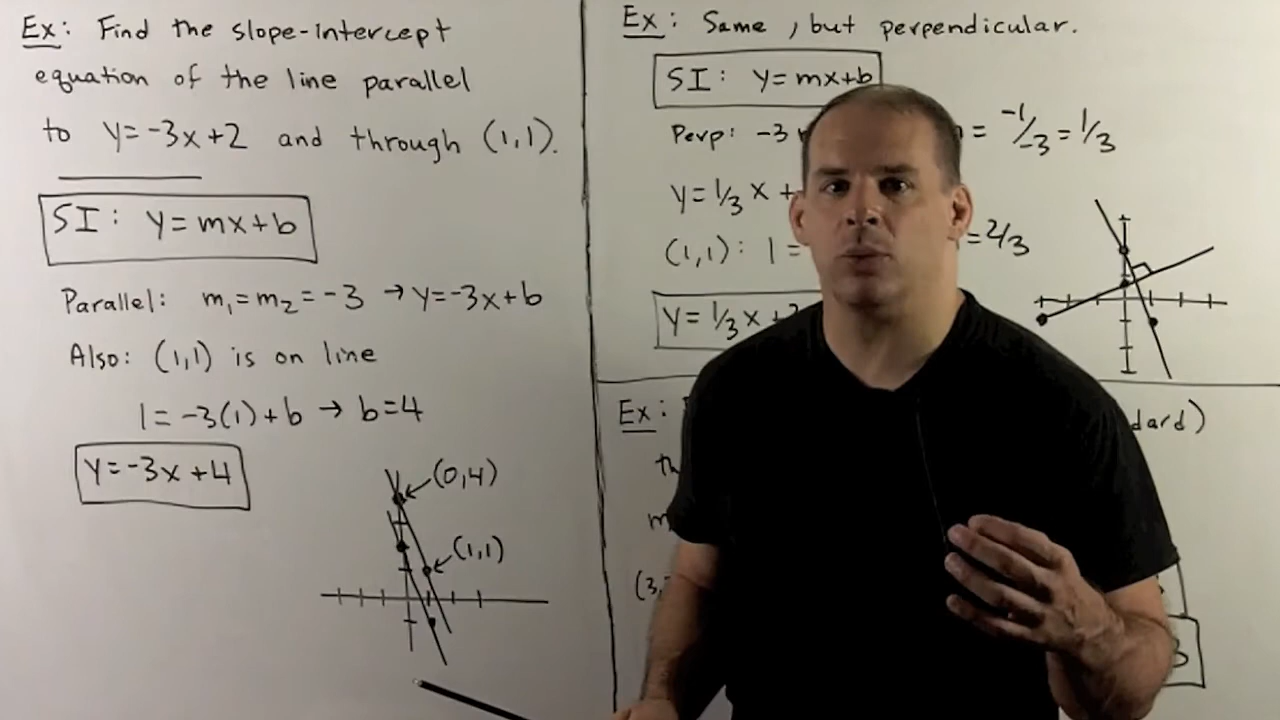 Ex: Find the slope-intercept
equation of the line parallel
to y=-3x+2 and through (1,1).
SI: y=mx+b
Parallel: m₁=m₂=-3 → y=-3x+b
Also: (1,1) is on line
1=-3(1)+b → b=4
y=-3x+4
(0,4)
(1,1)
Ex: Same, but perpendicular.
SI: y=mx+b
Perp: -3 = -1/-3 = 1/3
y=1/3 x +
(1,1): 1= =2/3
y=1/3 x +
Ex:
(3,